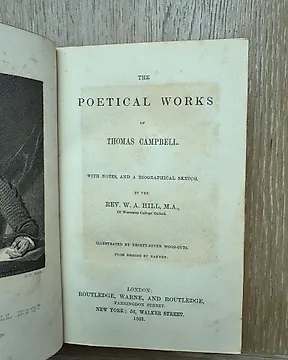 THE
POETICAL WORKS
OF
THOMAS CAMPBELL.
WITH NOTES, AND A BIOGRAPHICAL SKETCH,
BY THE
REV. W. A. HILL, M.A.,
Of Worcester College Oxford.
ILLUSTRATED BY THIRTY-SEVEN WOOD-CUTS,
FROM DESIGNS BY HARVEY.
LONDON:
ROUTLEDGE, WARNE, AND ROUTLEDGE,
FARRINGDON STREET.
NEW YORK: 56, WALKER STREET.